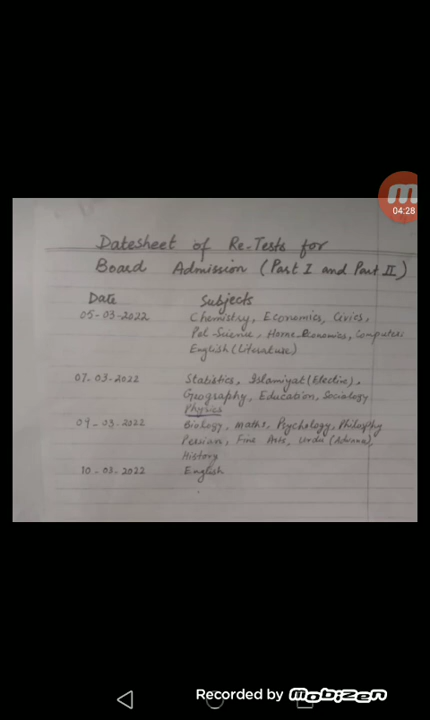 04:28
Datesheet of Re-Tests for
Board Admission (Part I and Part II)
Date Subjects
05-03-2022 Chemistry, Economics, Civics,
Pol-Science, Home-Economics, Computer
English (Literature)
07-03-2022 Statistics, Islamiyat (Elective),
Geography, Education, Sociology
Physics
09-03-2022 Biology, Maths, Psychology, Philosphy
Persian, Fine Arts, Urdu (Advance),
History
10-03-2022 English
Recorded by Mobizen